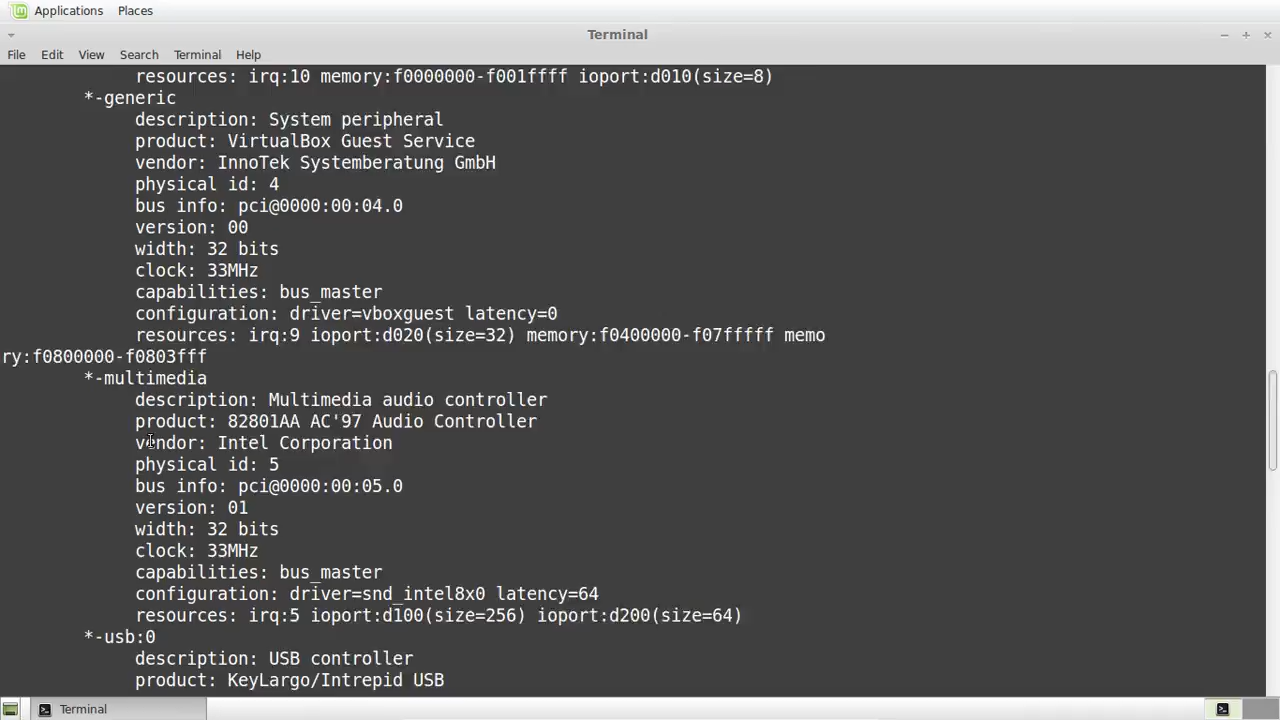 Applications Places
Terminal
File Edit View Search Terminal Help
resources: irq:10 memory:f0000000-f001ffff ioport:d010(size=8)
*-generic
description: System peripheral
product: VirtualBox Guest Service
vendor: InnoTek Systemberatung GmbH
physical id: 4
bus info: pci@0000:00:04.0
version: 00
width: 32 bits
clock: 33MHz
capabilities: bus_master
configuration: driver=vboxguest latency=0
resources: irq:9 ioport:d020(size=32) memory:f0400000-f07fffff memo
ry:f0800000-f0803fff
*-multimedia
description: Multimedia audio controller
product: 82801AA AC'97 Audio Controller
vendor: Intel Corporation
physical id: 5
bus info: pci@0000:00:05.0
version: 01
width: 32 bits
clock: 33MHz
capabilities: bus_master
configuration: driver=snd_intel8x0 latency=64
resources: irq:5 ioport:d100(size=256) ioport:d200(size=64)
*-usb:0
description: USB controller
product: KeyLargo/Intrepid USB
Terminal